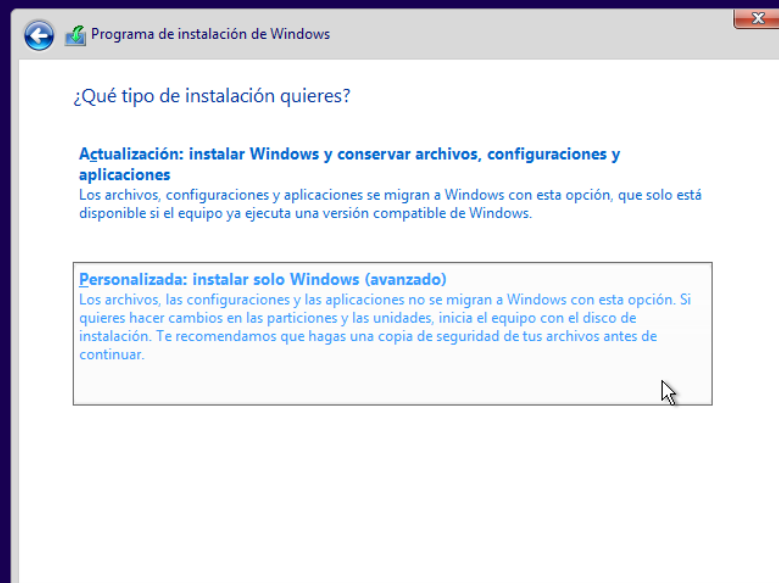 Programa de instalación de Windows
¿Qué tipo de instalación quieres?
Actualización: instalar Windows y conservar archivos, configuraciones y
aplicaciones
Los archivos, configuraciones y aplicaciones se migran a Windows con esta opción, que solo está
disponible si el equipo ya ejecuta una versión compatible de Windows.
Personalizada: instalar solo Windows (avanzado)
Los archivos, las configuraciones y las aplicaciones no se migran a Windows con esta opción. Si
quieres hacer cambios en las particiones y las unidades, inicia el equipo con el disco de
instalación. Te recomendamos que hagas una copia de seguridad de tus archivos antes de
continuar.